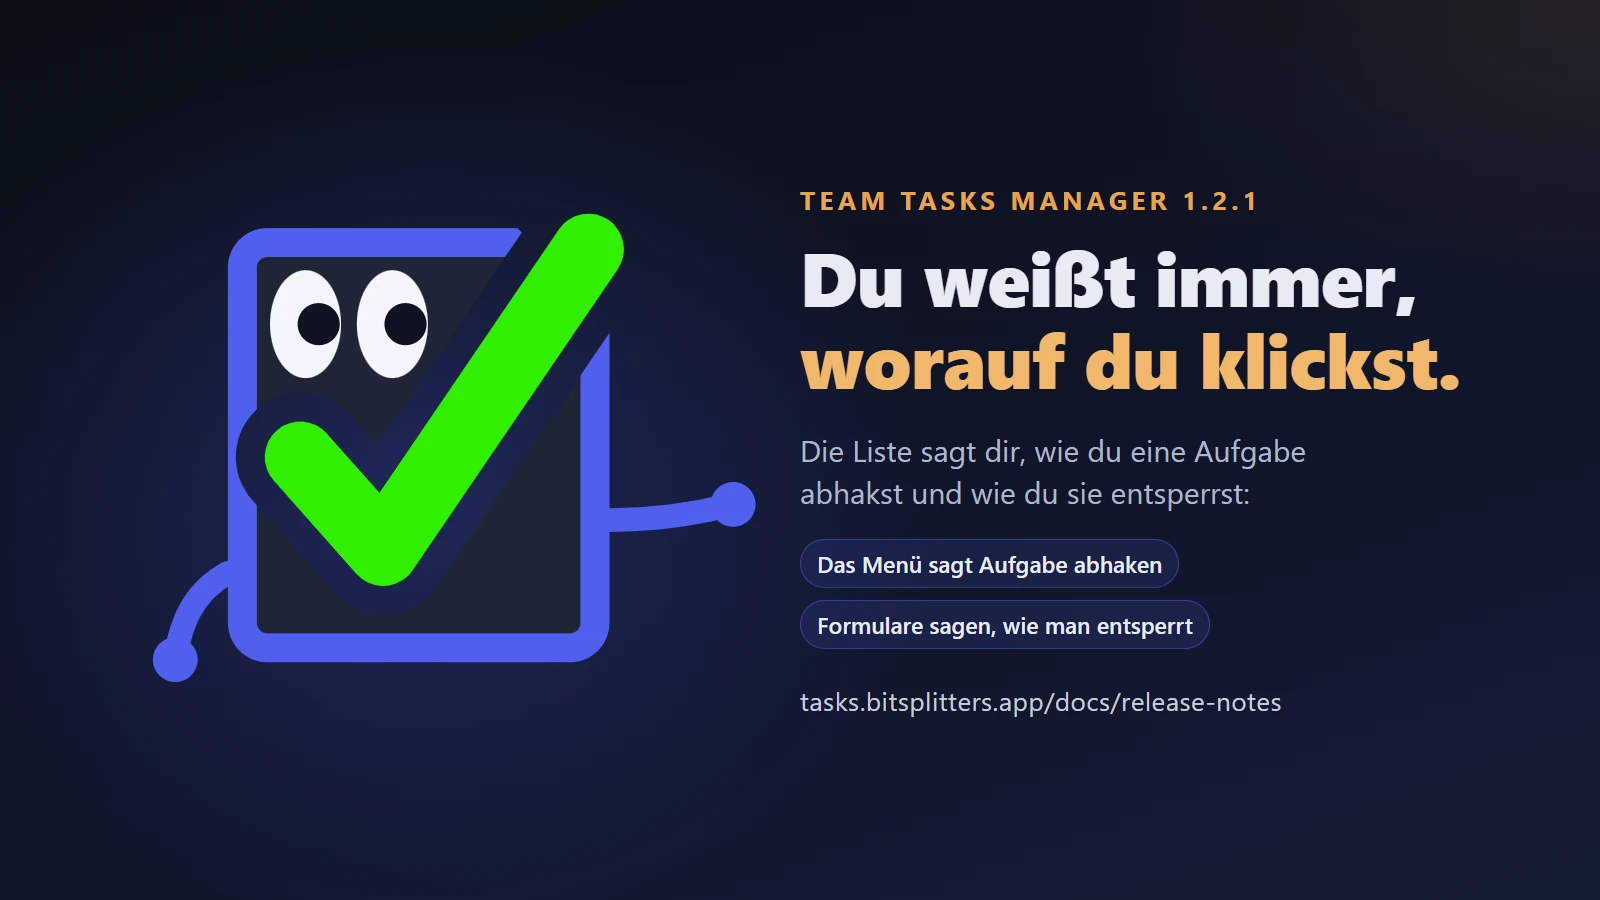 TEAM TASKS MANAGER 1.2.1
Du weißt immer,
worauf du klickst.
Die Liste sagt dir, wie du eine Aufgabe
abhakst und wie du sie entsperrst:
Das Menü sagt Aufgabe abhaken
Formulare sagen, wie man entsperrt
tasks.bitsplitters.app/docs/release-notes